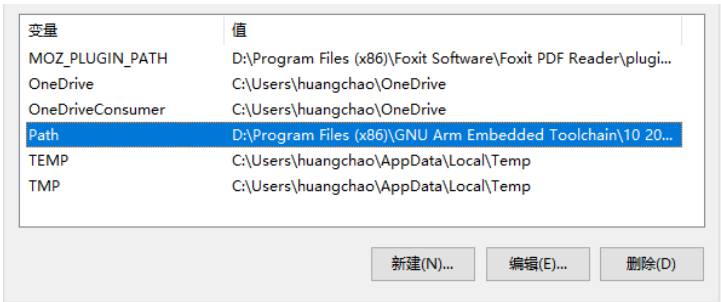 变量 值
MOZ_PLUGIN_PATH D:\Program Files (x86)\Foxit Software\Foxit PDF Reader\plugi...
OneDrive C:\Users\huangchao\OneDrive
OneDriveConsumer C:\Users\huangchao\OneDrive
Path D:\Program Files (x86)\GNU Arm Embedded Toolchain\10 20...
TEMP C:\Users\huangchao\AppData\Local\Temp
TMP C:\Users\huangchao\AppData\Local\Temp
新建(N)... 编辑(E)... 删除(D)